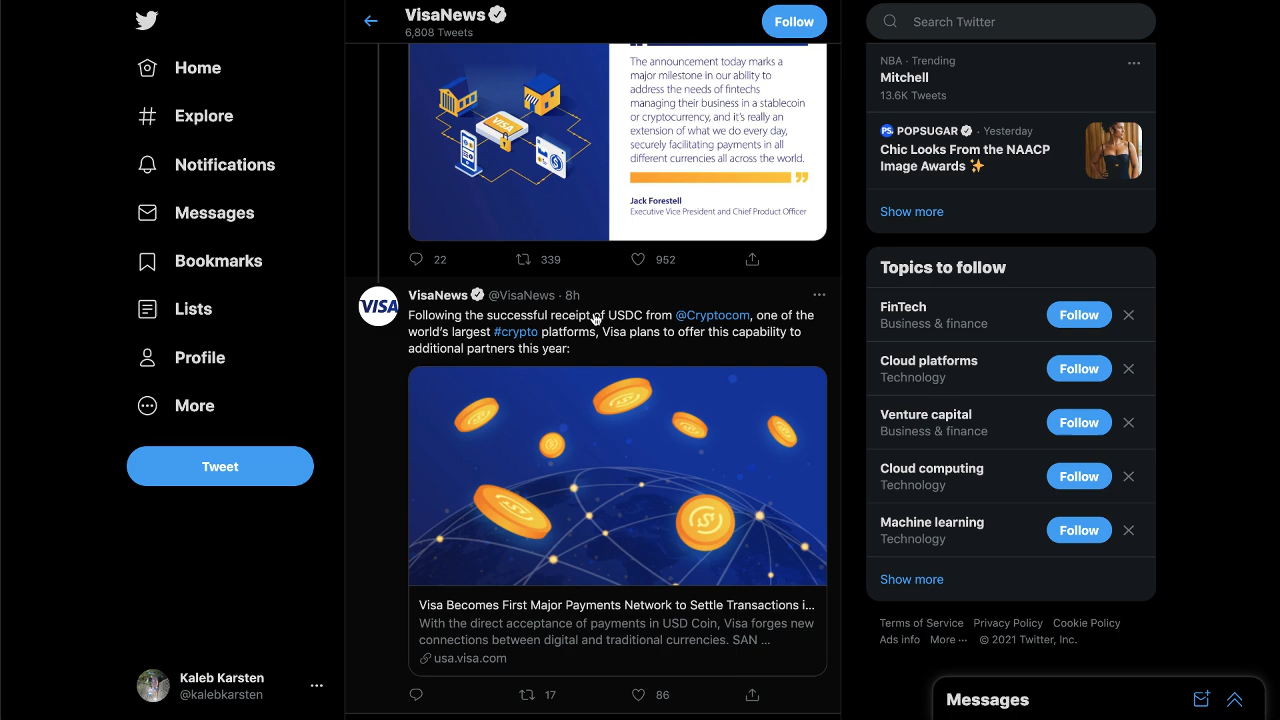 Home
Explore
Notifications
Messages
Bookmarks
Lists
Profile
More
Tweet
Kaleb Karsten
@kalebkarsten
VisaNews
6,808 Tweets
Follow
VISA
The announcement today marks a
major milestone in our ability to
address the needs of fintechs
managing their business in a stablecoin
or cryptocurrency, and it's really an
extension of what we do every day,
securely facilitating payments in all
different currencies all across the world.
Jack Forestell
Executive Vice President and Chief Product Officer
22 339 952
VISA
VisaNews @VisaNews · 8h
Following the successful receipt of USDC from @Cryptocom, one of the
world's largest #crypto platforms, Visa plans to offer this capability to
additional partners this year:
Visa Becomes First Major Payments Network to Settle Transactions i...
With the direct acceptance of payments in USD Coin, Visa forges new
connections between digital and traditional currencies. SAN ...
usa.visa.com
17 86
Search Twitter
NBA · Trending
Mitchell
13.6K Tweets
PS. POPSUGAR · Yesterday
Chic Looks From the NAACP
Image Awards ✨
Show more
Topics to follow
FinTech
Business & finance
Follow
Cloud platforms
Technology
Follow
Venture capital
Business & finance
Follow
Cloud computing
Technology
Follow
Machine learning
Technology
Follow
Show more
Terms of Service Privacy Policy Cookie Policy
Ads info More ··· © 2021 Twitter, Inc.
Messages